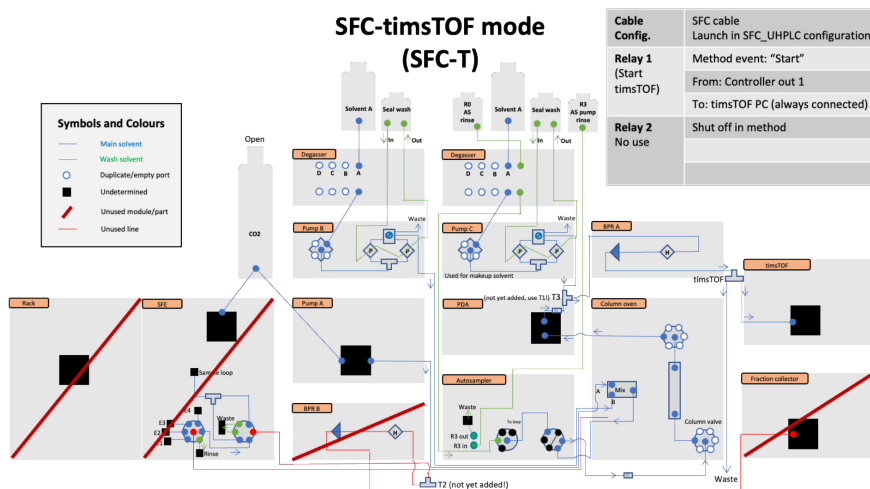 SFC-timsTOF mode
(SFC-T)
Cable
Config.
SFC cable
Launch in SFC_UHPLC configuration
Relay 1
(Start
timsTOF)
Method event: “Start”
From: Controller out 1
To: timsTOF PC (always connected)
Relay 2
No use
Shut off in method
Symbols and Colours
Main solvent
Wash solvent
Duplicate/empty port
Undetermined
Unused module/part
Unused line
Open
CO2
Solvent A
Seal wash
In
Out
R0
AS
rinse
Solvent A
Seal wash
In
Out
R3
AS pump
rinse
Degasser
D C B A
Degasser
D C B A
Pump B
Waste
P
P
Pump C
Waste
P
P
Used for makeup solvent
BPR A
H
timsTOF
timsTOF
(not yet added, use T1!)
T3
Rack
SFE
Sample loop
E4
E3
E2
E1
Waste
Rinse
Pump A
PDA
Column oven
Mix
A
B
Column valve
Autosampler
Waste
R3 out
R3 in
To loop
BPR B
H
T2 (not yet added!)
Fraction collector
Waste